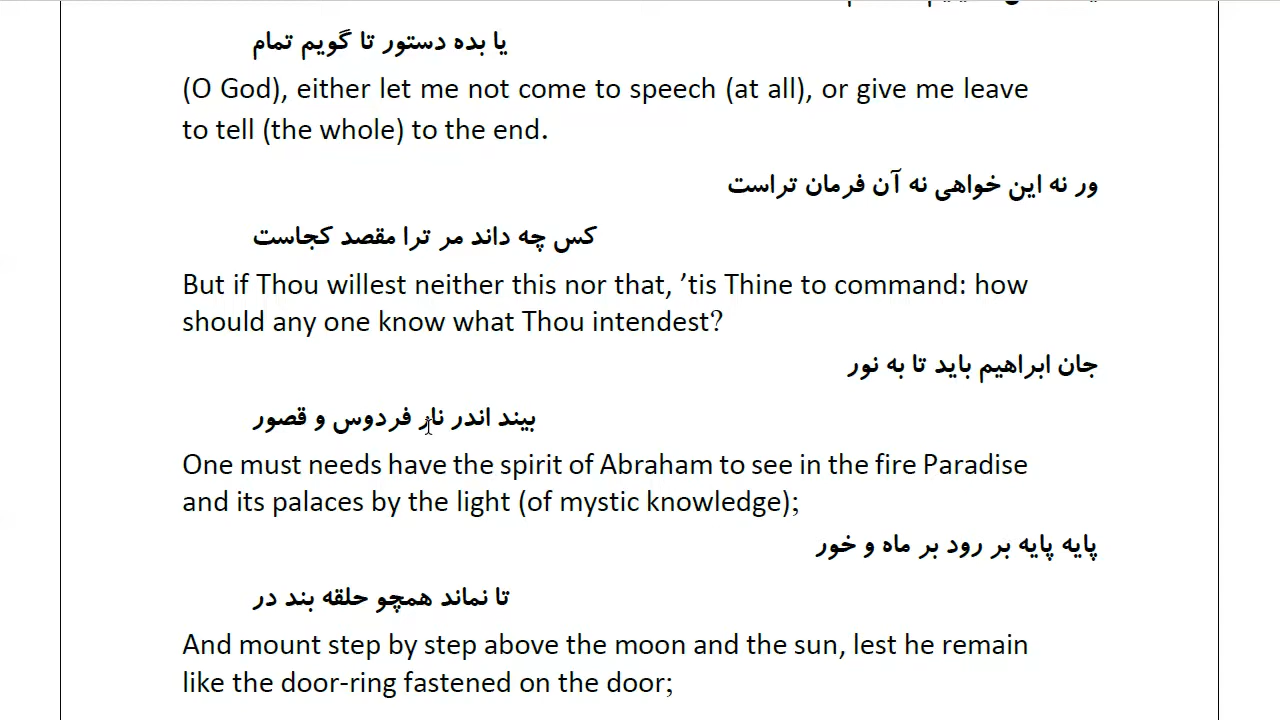 یا بده دستور تا گویم تمام
(O God), either let me not come to speech (at all), or give me leave
to tell (the whole) to the end.
ور نه این خواهی نه آن فرمان تراست
کس چه داند مر ترا مقصد کجاست
But if Thou willest neither this nor that, ’tis Thine to command: how
should any one know what Thou intendest?
جان ابراهیم باید تا به نور
بیند اندر نار فردوس و قصور
One must needs have the spirit of Abraham to see in the fire Paradise
and its palaces by the light (of mystic knowledge);
پایه پایه بر رود بر ماه و خور
تا نماند همچو حلقه بند در
And mount step by step above the moon and the sun, lest he remain
like the door-ring fastened on the door;